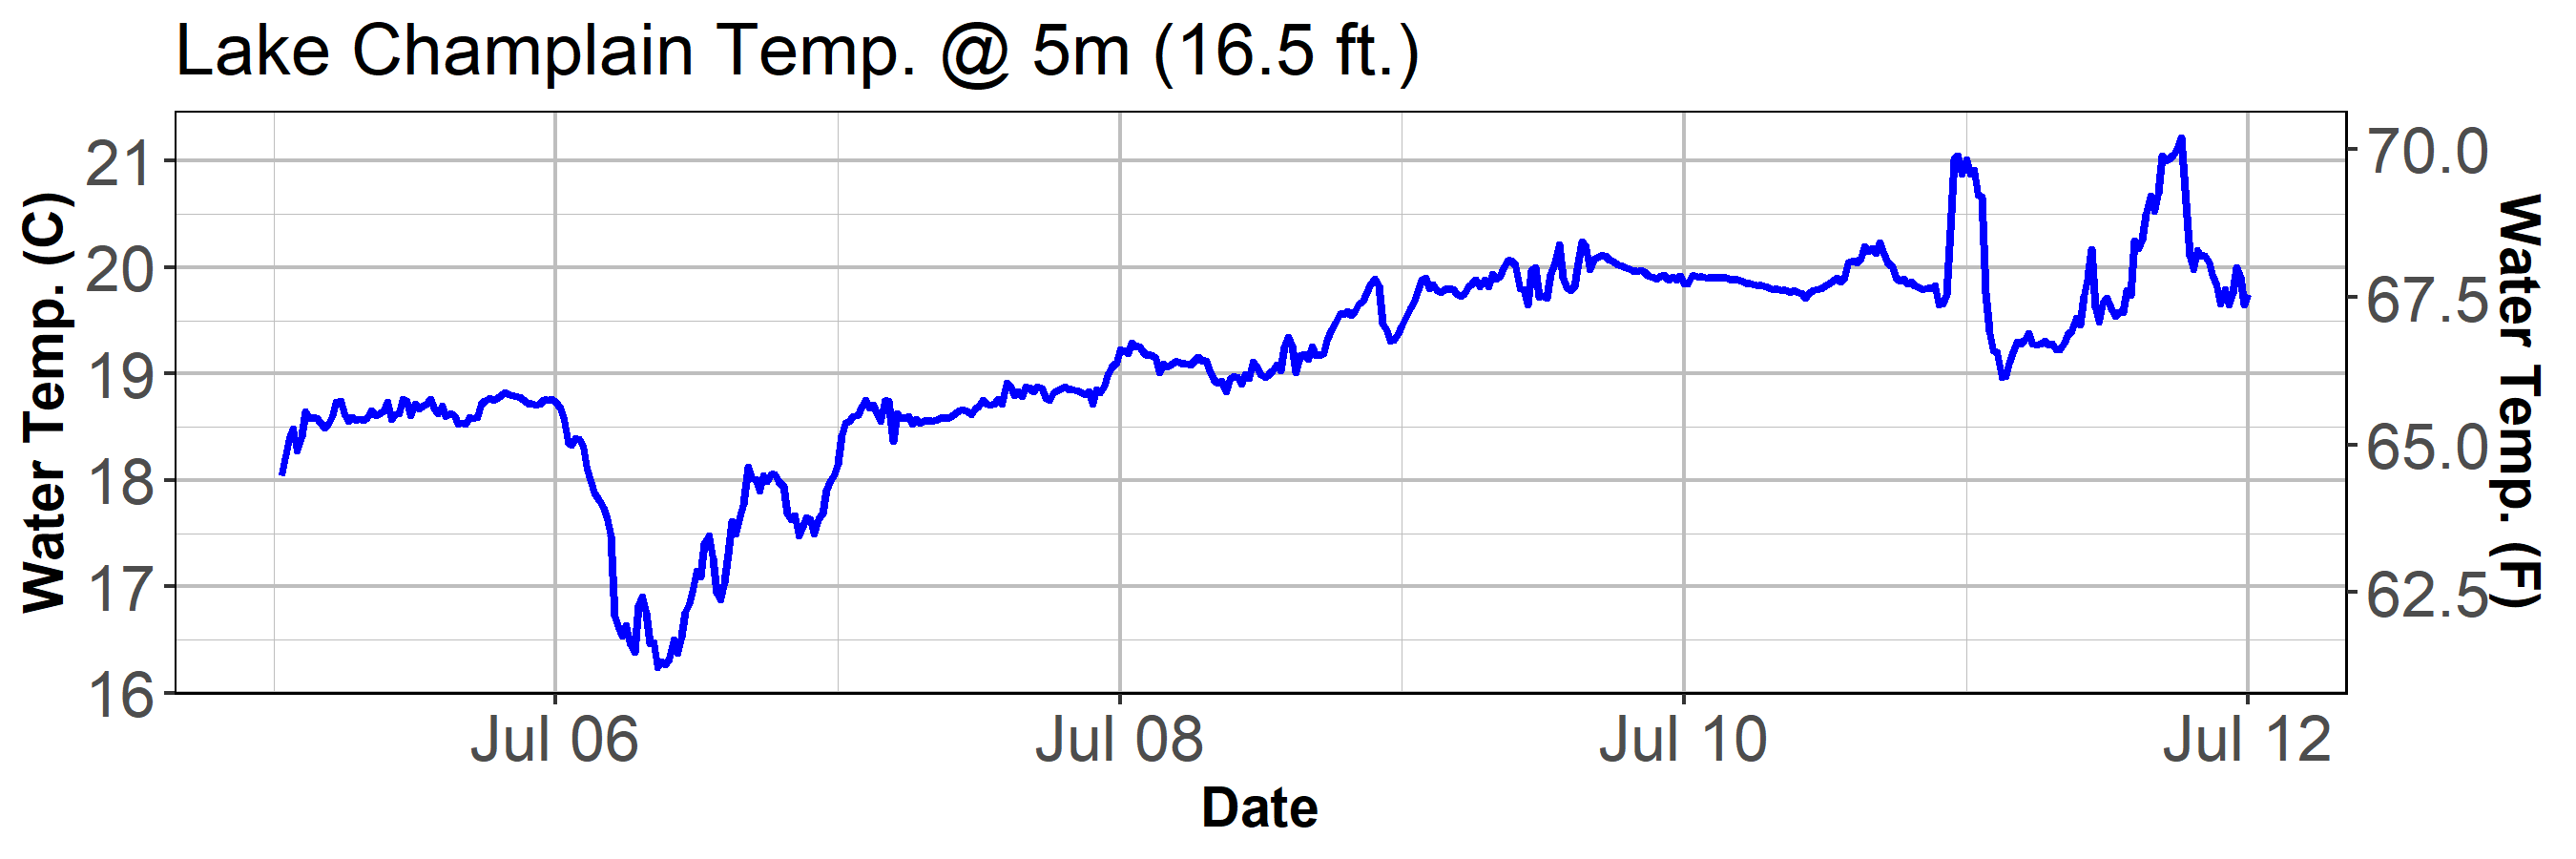 Lake Champlain Temp. @ 5m (16.5 ft.)
Water Temp. (C)
21
20
19
18
17
16
70.0
67.5
65.0
62.5
Water Temp. (F)
Jul 06 Jul 08 Jul 10 Jul 12
Date